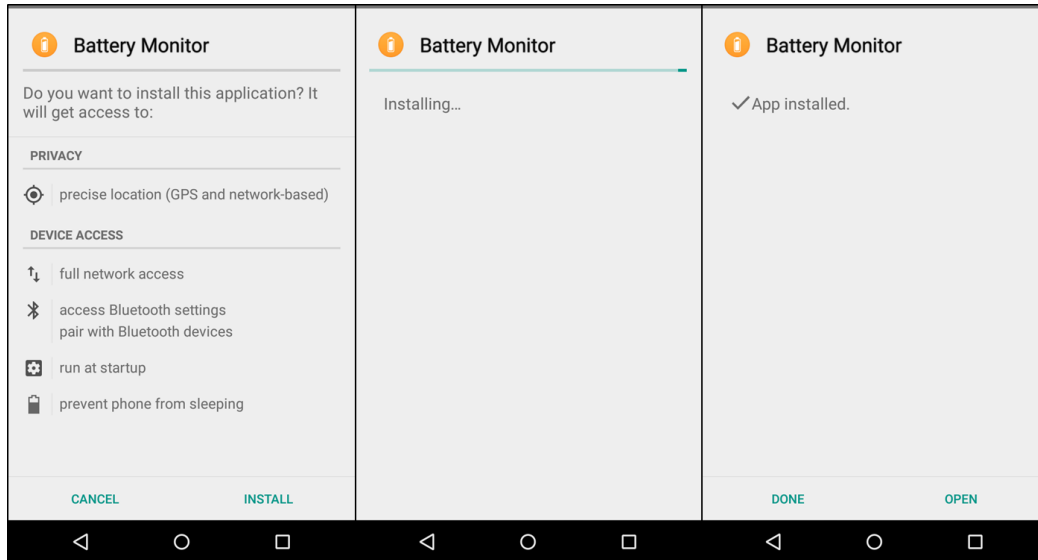 Battery Monitor
Do you want to install this application? It
will get access to:
PRIVACY
precise location (GPS and network-based)
DEVICE ACCESS
full network access
access Bluetooth settings
pair with Bluetooth devices
run at startup
prevent phone from sleeping
CANCEL
INSTALL
Battery Monitor
Installing...
Battery Monitor
App installed.
DONE
OPEN